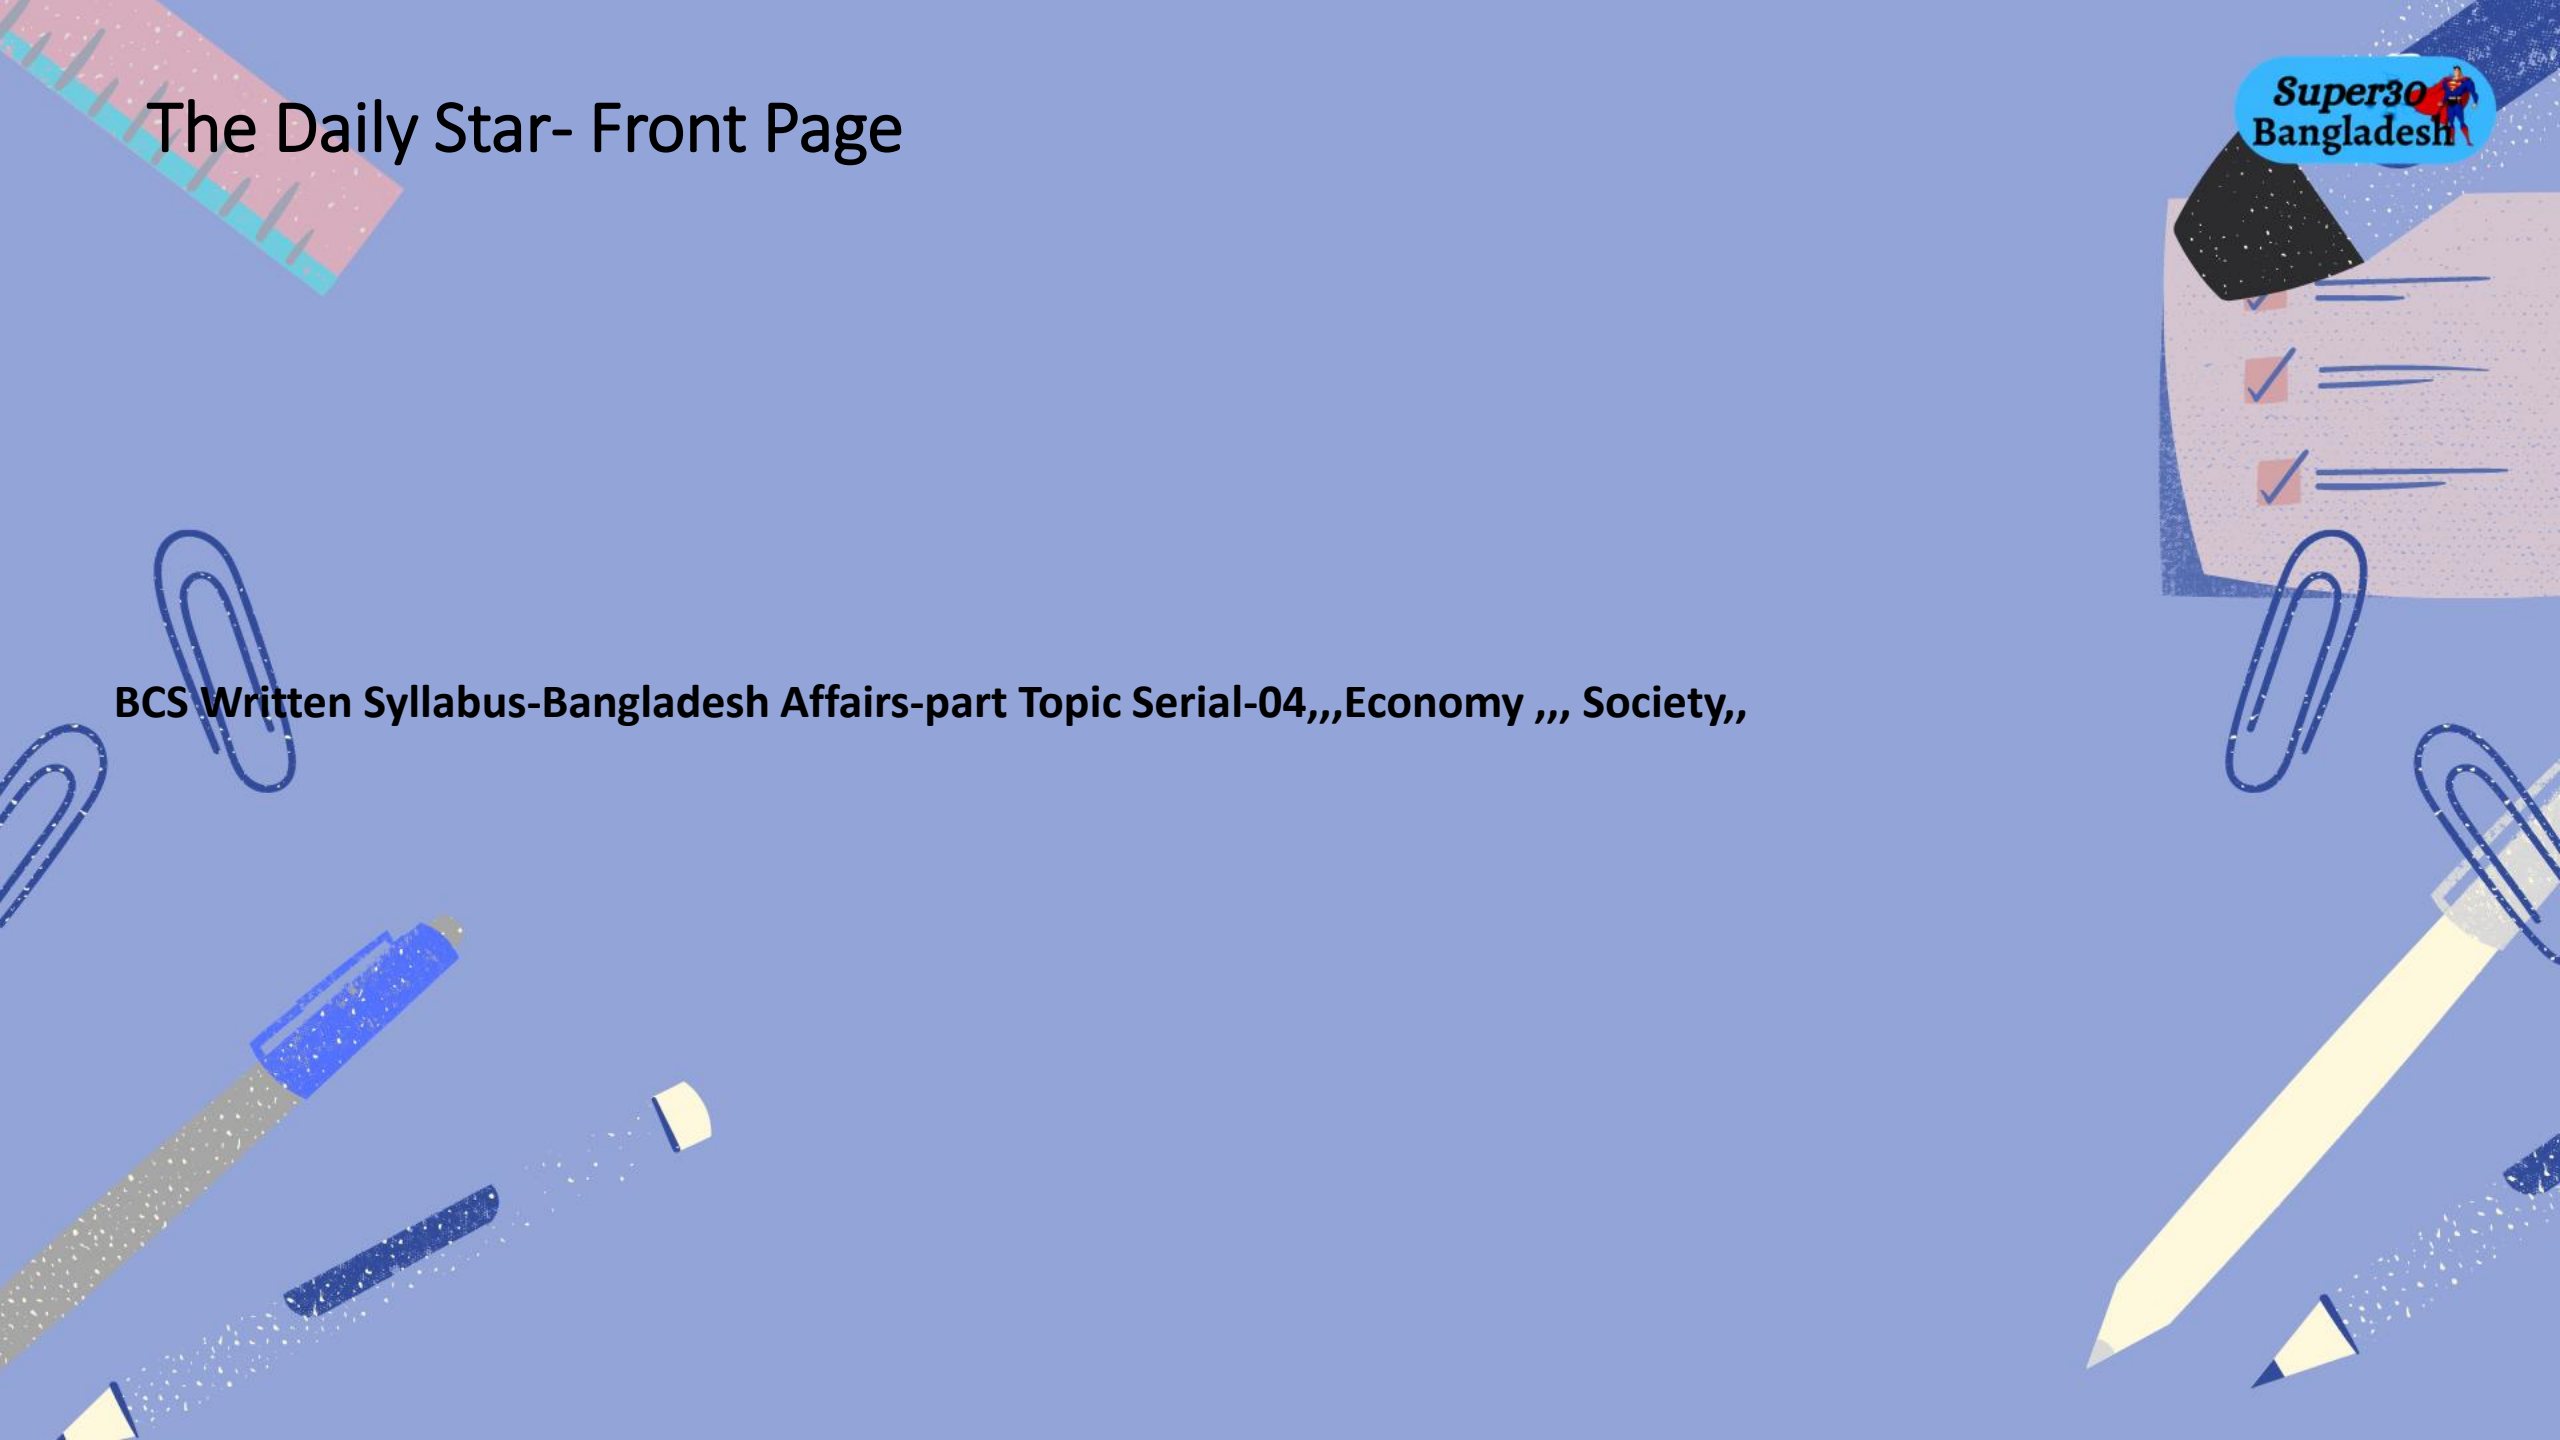 The Daily Star- Front Page
Super30
Bangladesh
BCS Written Syllabus-Bangladesh Affairs-part Topic Serial-04,,,Economy ,,, Society,,